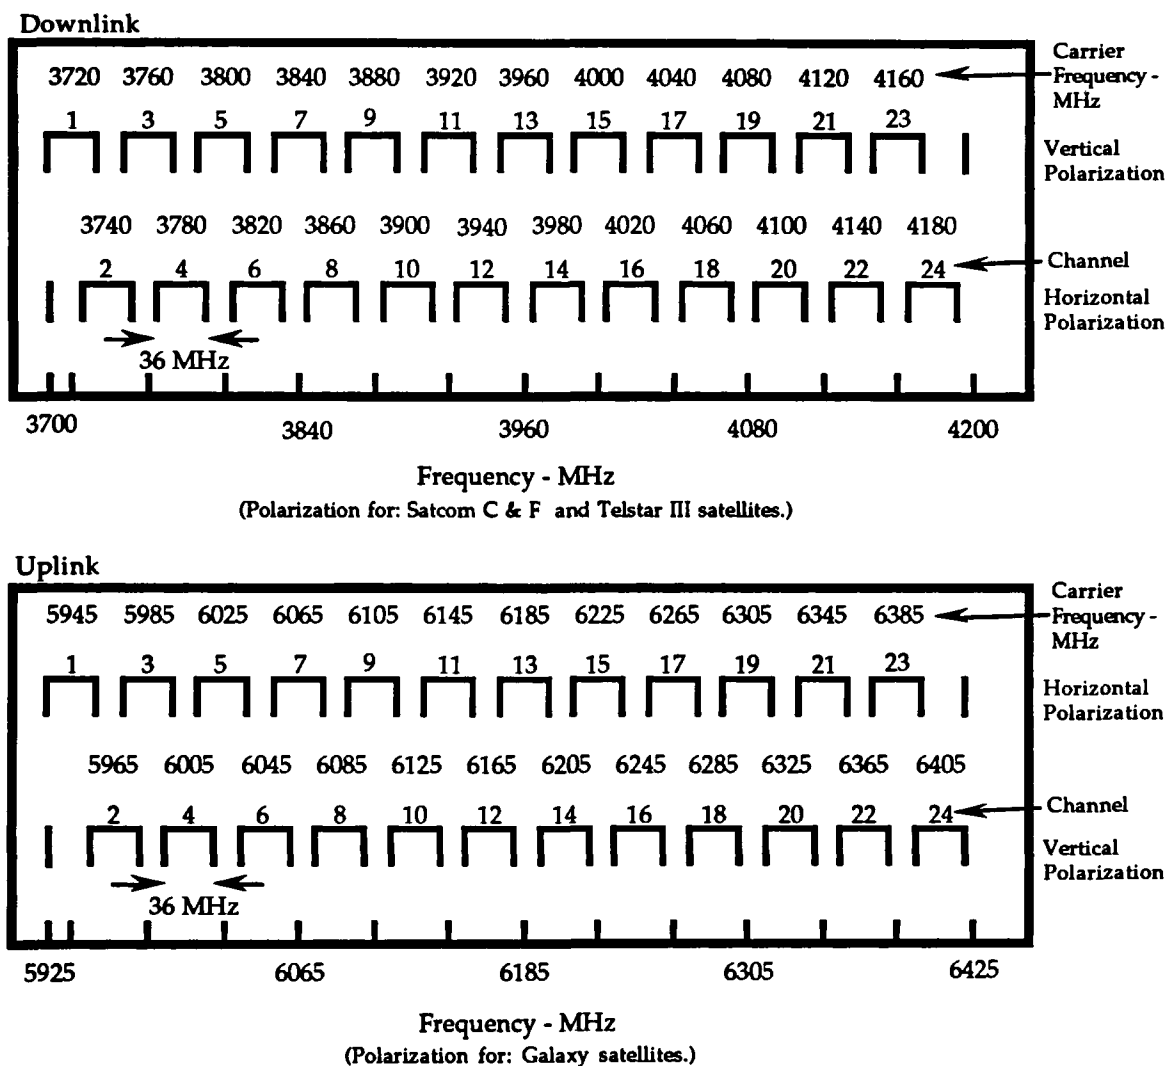 Downlink
3720 3760 3800 3840 3880 3920 3960 4000 4040 4080 4120 4160
Carrier
Frequency -
MHz
1 3 5 7 9 11 13 15 17 19 21 23
Vertical
Polarization
3740 3780 3820 3860 3900 3940 3980 4020 4060 4100 4140 4180
2 4 6 8 10 12 14 16 18 20 22 24
Channel
Horizontal
Polarization
36 MHz
3700 3840 3960 4080 4200
Frequency - MHz
(Polarization for: Satcom C & F and Telstar III satellites.)
Uplink
5945 5985 6025 6065 6105 6145 6185 6225 6265 6305 6345 6385
Carrier
Frequency -
MHz
1 3 5 7 9 11 13 15 17 19 21 23
Horizontal
Polarization
5965 6005 6045 6085 6125 6165 6205 6245 6285 6325 6365 6405
2 4 6 8 10 12 14 16 18 20 22 24
Channel
Vertical
Polarization
36 MHz
5925 6065 6185 6305 6425
Frequency - MHz
(Polarization for: Galaxy satellites.)